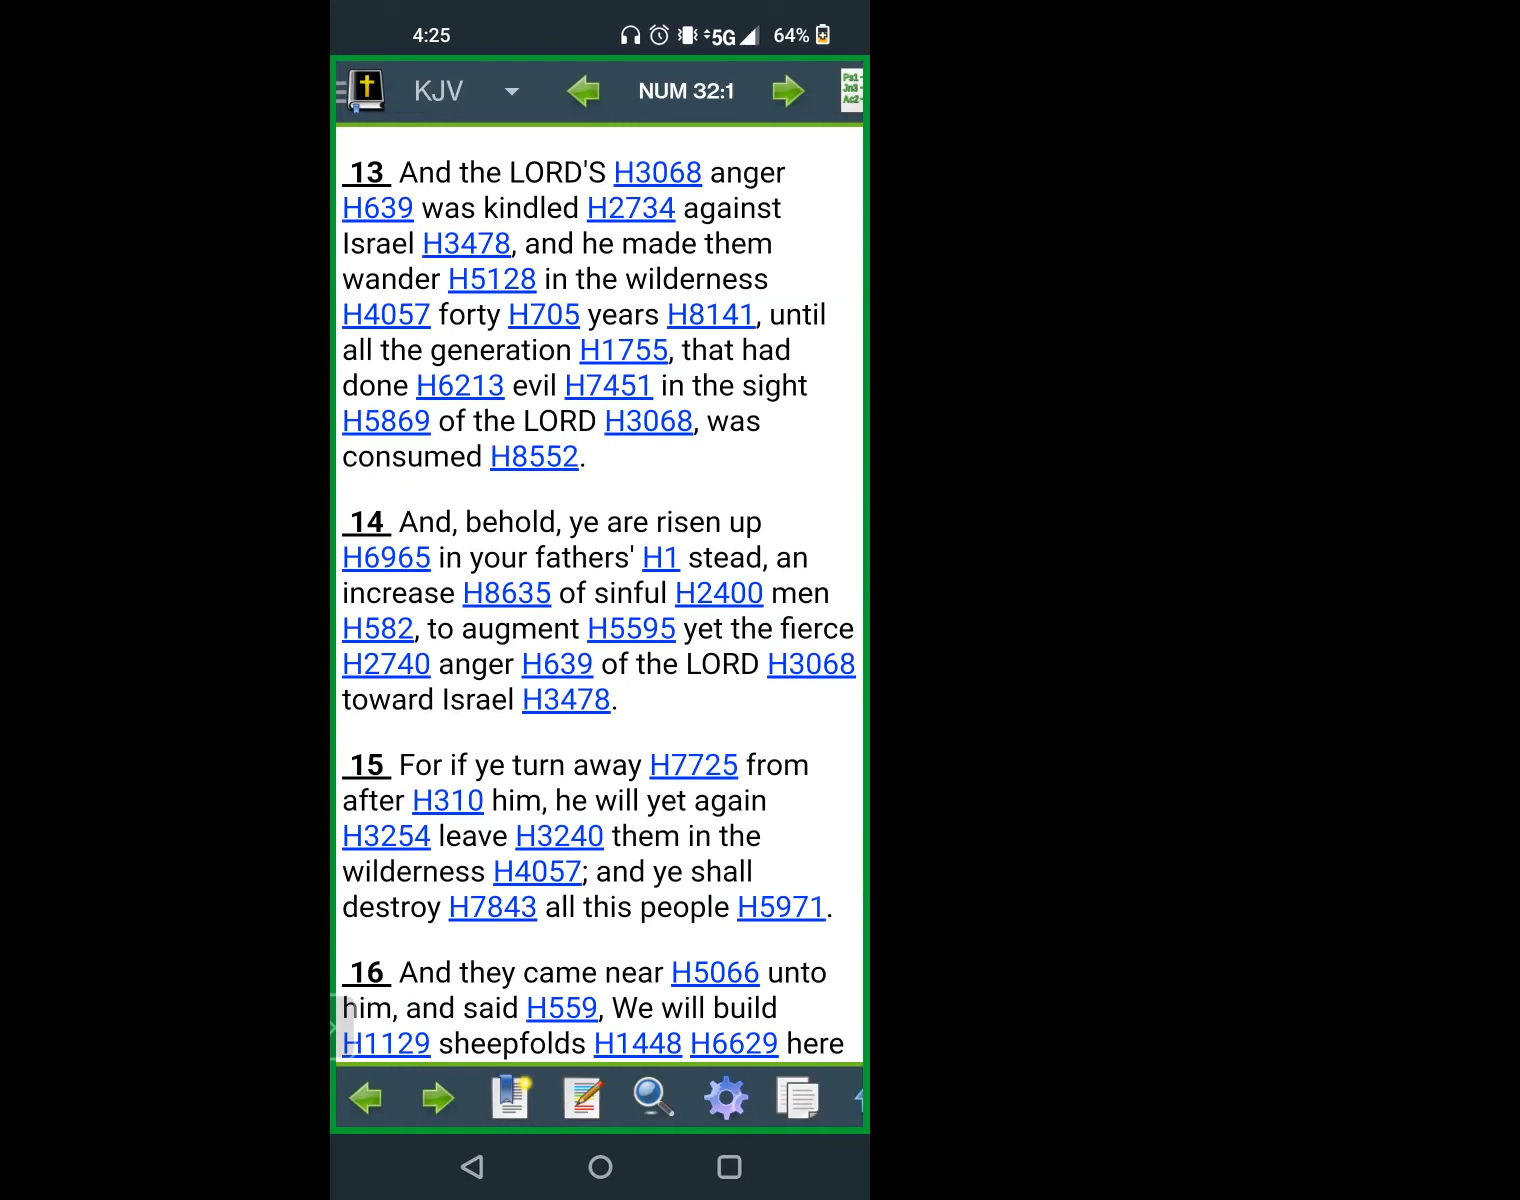 4:25 5G 64%
KJV NUM 32:1 Ps1-
Jn3-
Ac2-
13 And the LORD'S H3068 anger
H639 was kindled H2734 against
Israel H3478, and he made them
wander H5128 in the wilderness
H4057 forty H705 years H8141, until
all the generation H1755, that had
done H6213 evil H7451 in the sight
H5869 of the LORD H3068, was
consumed H8552.
14 And, behold, ye are risen up
H6965 in your fathers' H1 stead, an
increase H8635 of sinful H2400 men
H582, to augment H5595 yet the fierce
H2740 anger H639 of the LORD H3068
toward Israel H3478.
15 For if ye turn away H7725 from
after H310 him, he will yet again
H3254 leave H3240 them in the
wilderness H4057; and ye shall
destroy H7843 all this people H5971.
16 And they came near H5066 unto
him, and said H559, We will build
H1129 sheepfolds H1448 H6629 here